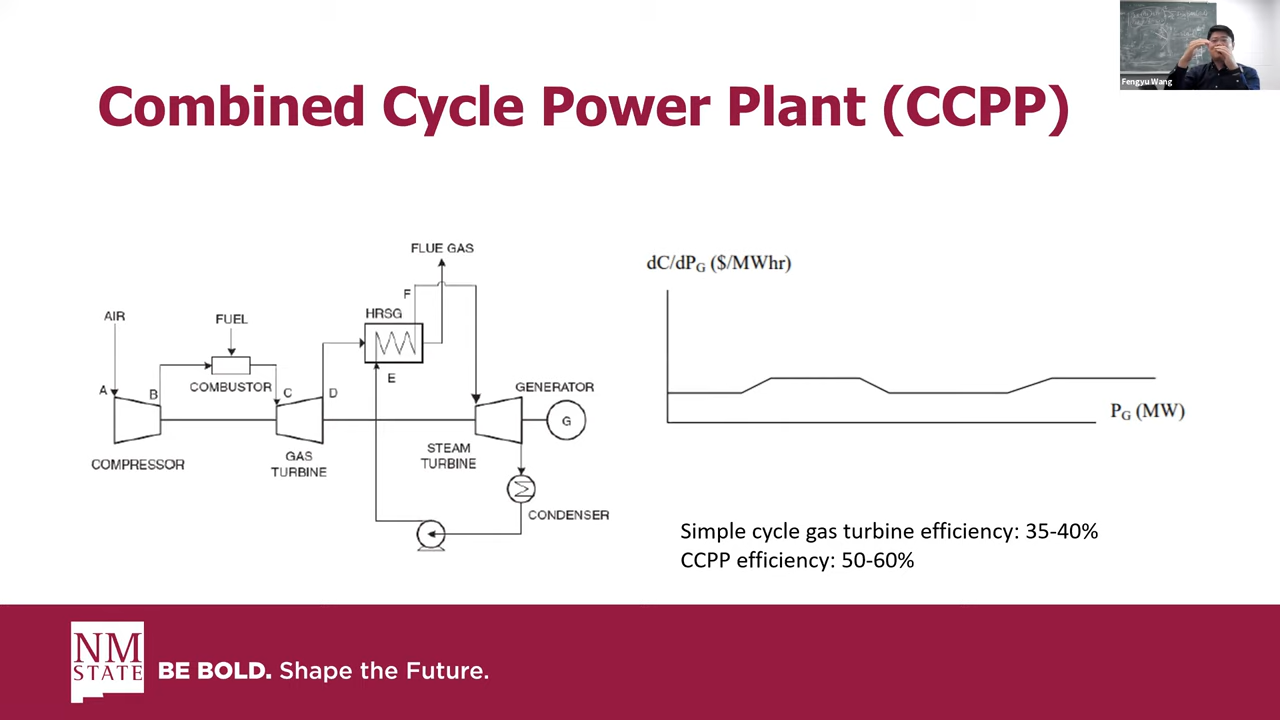 Fengyu Wang
Combined Cycle Power Plant (CCPP)
FLUE GAS
F
HRSG
AIR
FUEL
E
A
B
COMBUSTOR
C
D
GENERATOR
G
COMPRESSOR
GAS
TURBINE
STEAM
TURBINE
CONDENSER
dC/dPG ($/MWhr)
PG (MW)
Simple cycle gas turbine efficiency: 35-40%
CCPP efficiency: 50-60%
NM
STATE
BE BOLD. Shape the Future.